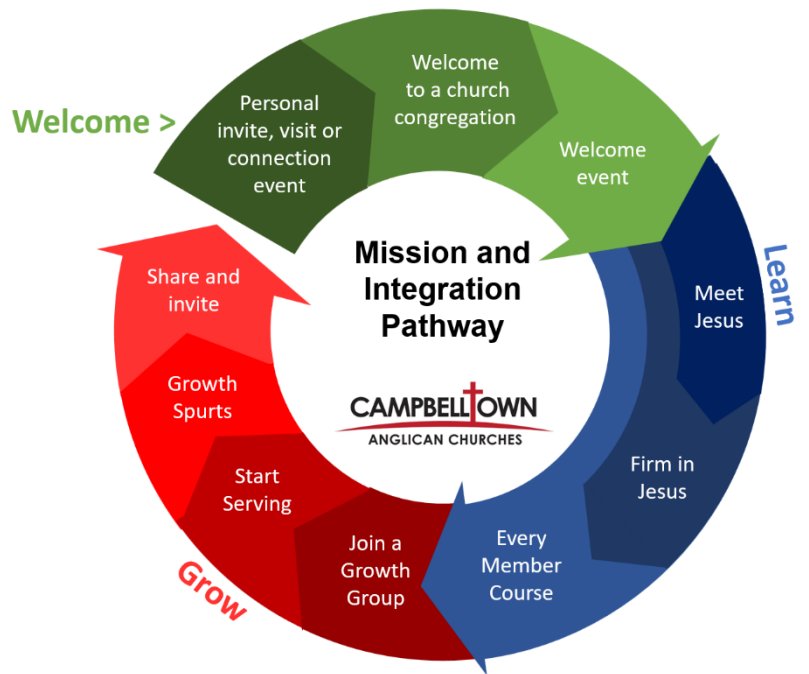 Welcome >
Personal
invite, visit or
connection
event
Welcome
to a church
congregation
Welcome
event
Learn
Meet
Jesus
Firm in
Jesus
Every
Member
Course
Grow
Join a
Growth
Group
Start
Serving
Growth
Spurts
Share and
invite
Mission and
Integration
Pathway
CAMPBELLTOWN
ANGLICAN CHURCHES